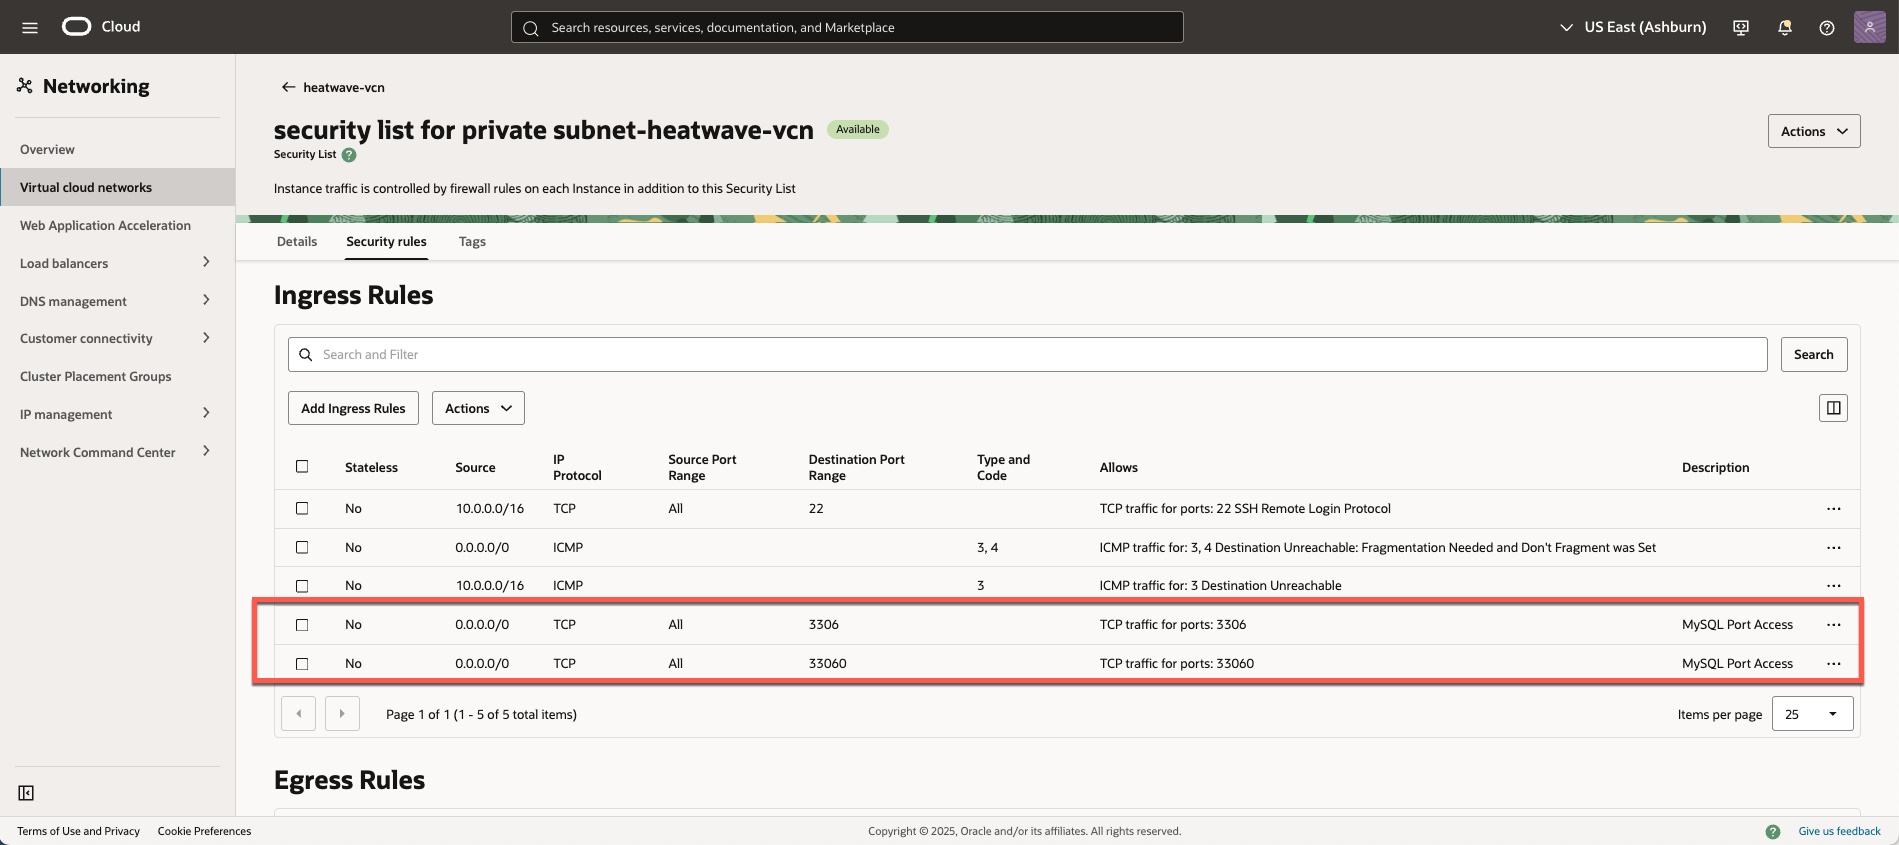 Cloud
Search resources, services, documentation, and Marketplace
US East (Ashburn)
Networking
Overview
Virtual cloud networks
Web Application Acceleration
Load balancers
DNS management
Customer connectivity
Cluster Placement Groups
IP management
Network Command Center
heatwave-vcn
security list for private subnet-heatwave-vcn Available
Actions
Security List ?
Instance traffic is controlled by firewall rules on each Instance in addition to this Security List
Details Security rules Tags
Ingress Rules
Search and Filter Search
Add Ingress Rules Actions
Stateless Source IP Protocol Source Port Range Destination Port Range Type and Code Allows Description
No 10.0.0.0/16 TCP All 22 TCP traffic for ports: 22 SSH Remote Login Protocol ...
No 0.0.0.0/0 ICMP 3, 4 ICMP traffic for: 3, 4 Destination Unreachable: Fragmentation Needed and Don't Fragment was Set ...
No 10.0.0.0/16 ICMP 3 ICMP traffic for: 3 Destination Unreachable ...
No 0.0.0.0/0 TCP All 3306 TCP traffic for ports: 3306 MySQL Port Access ...
No 0.0.0.0/0 TCP All 33060 TCP traffic for ports: 33060 MySQL Port Access ...
Page 1 of 1 (1 - 5 of 5 total items) Items per page 25
Egress Rules
Terms of Use and Privacy Cookie Preferences Copyright © 2025, Oracle and/or its affiliates. All rights reserved. ? Give us feedback